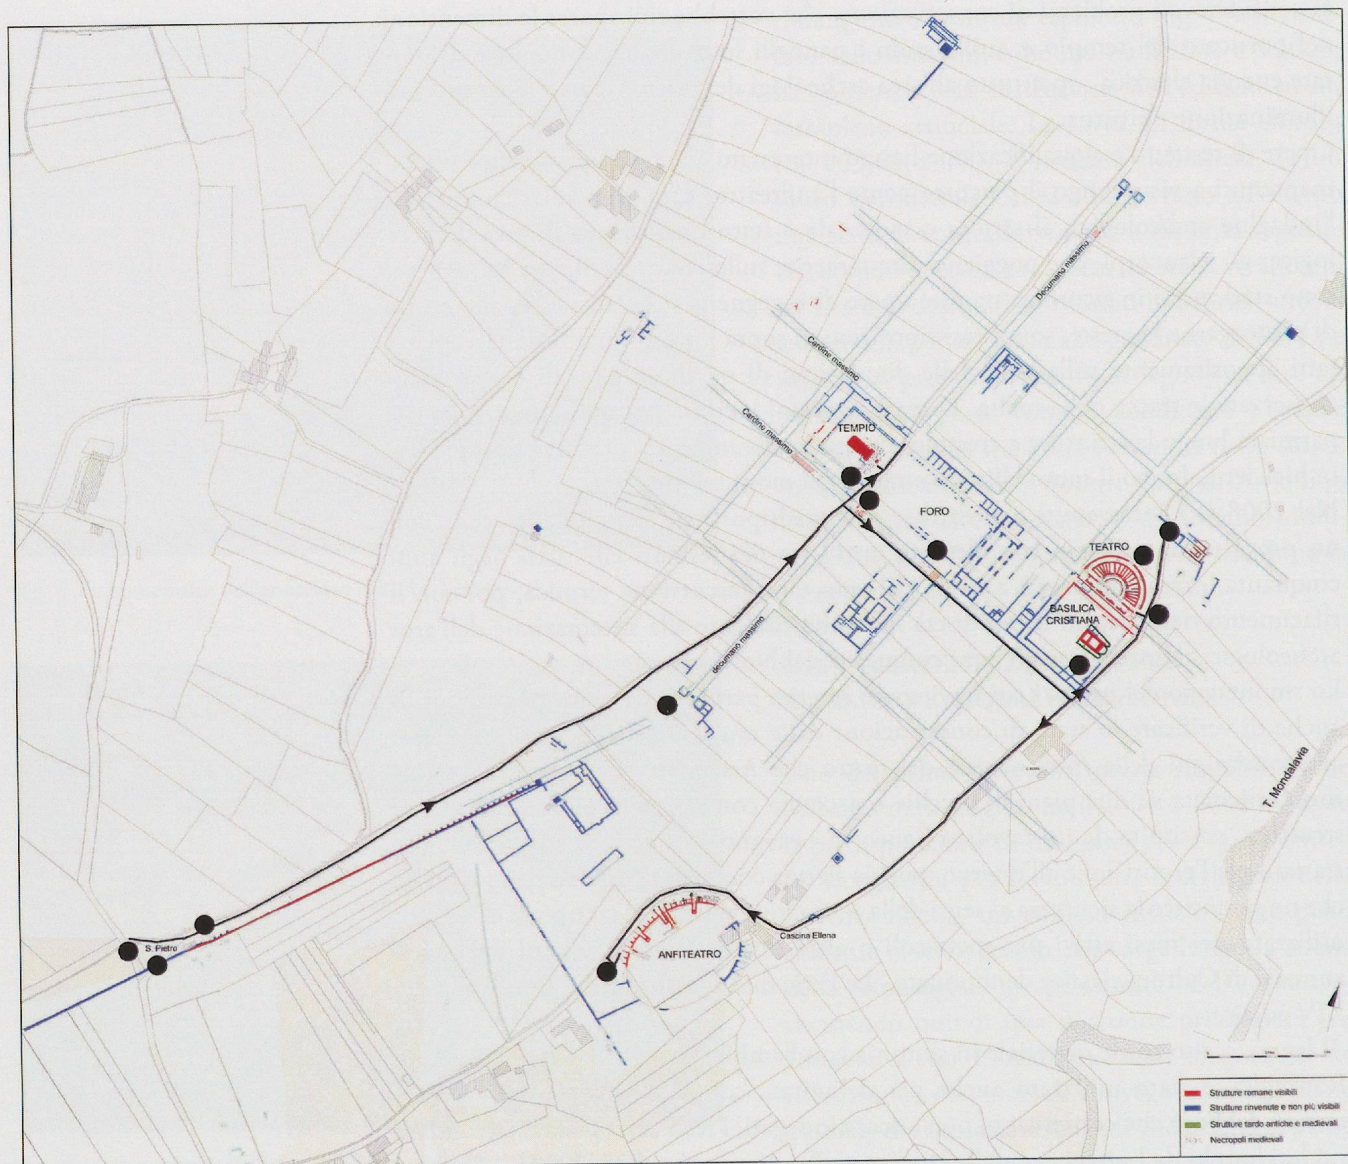 Decumano massimo
Cardine massimo
Cardine massimo
TEMPIO
FORO
TEATRO
BASILICA
CRISTIANA
decumano massimo
T. Mondalavia
S. Pietro
Cascina Ellena
ANFITEATRO
Strutture romane visibili
Strutture rinvenute e non più visibili
Strutture tardo antiche e medievali
Necropoli medievali